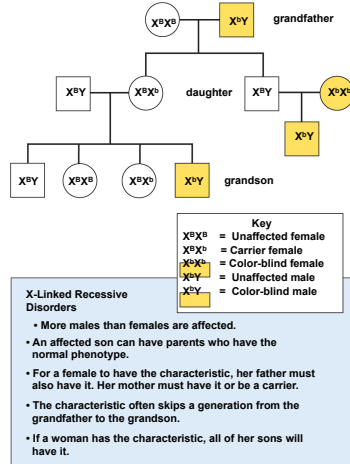 XᴮXᴮ XᵇY grandfather
XᴮY daughter XᴮXᵇ XᴮY XᵇXᵇ
XᵇY
XᴮY XᴮXᴮ XᴮXᵇ XᵇY grandson
Key
XᴮXᴮ = Unaffected female
XᴮXᵇ = Carrier female
XᵇXᵇ = Color-blind female
XᴮY = Unaffected male
XᵇY = Color-blind male
X-Linked Recessive
Disorders
• More males than females are affected.
• An affected son can have parents who have the
normal phenotype.
• For a female to have the characteristic, her father must
also have it. Her mother must have it or be a carrier.
• The characteristic often skips a generation from the
grandfather to the grandson.
• If a woman has the characteristic, all of her sons will
have it.